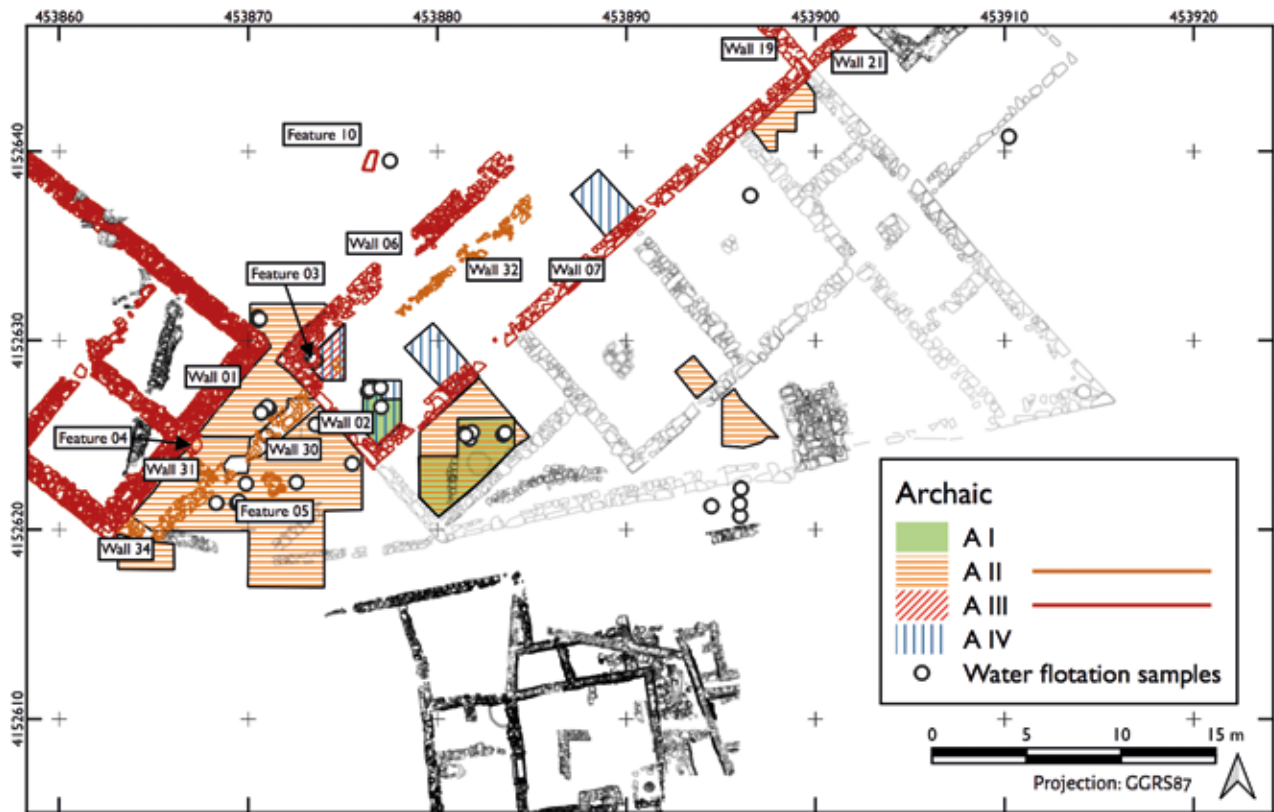 453860
453870
453880
453890
453900
453910
453920
4152640
4152630
4152620
4152610
Wall 19
Wall 21
Feature 10
Wall 06
Feature 03
Wall 32
Wall 07
Wall 01
Wall 02
Feature 04
Wall 31
Wall 30
Feature 05
Wall 34
Archaic
A I
A II
A III
A IV
Water flotation samples
0 5 10 15 m
Projection: GGRS87